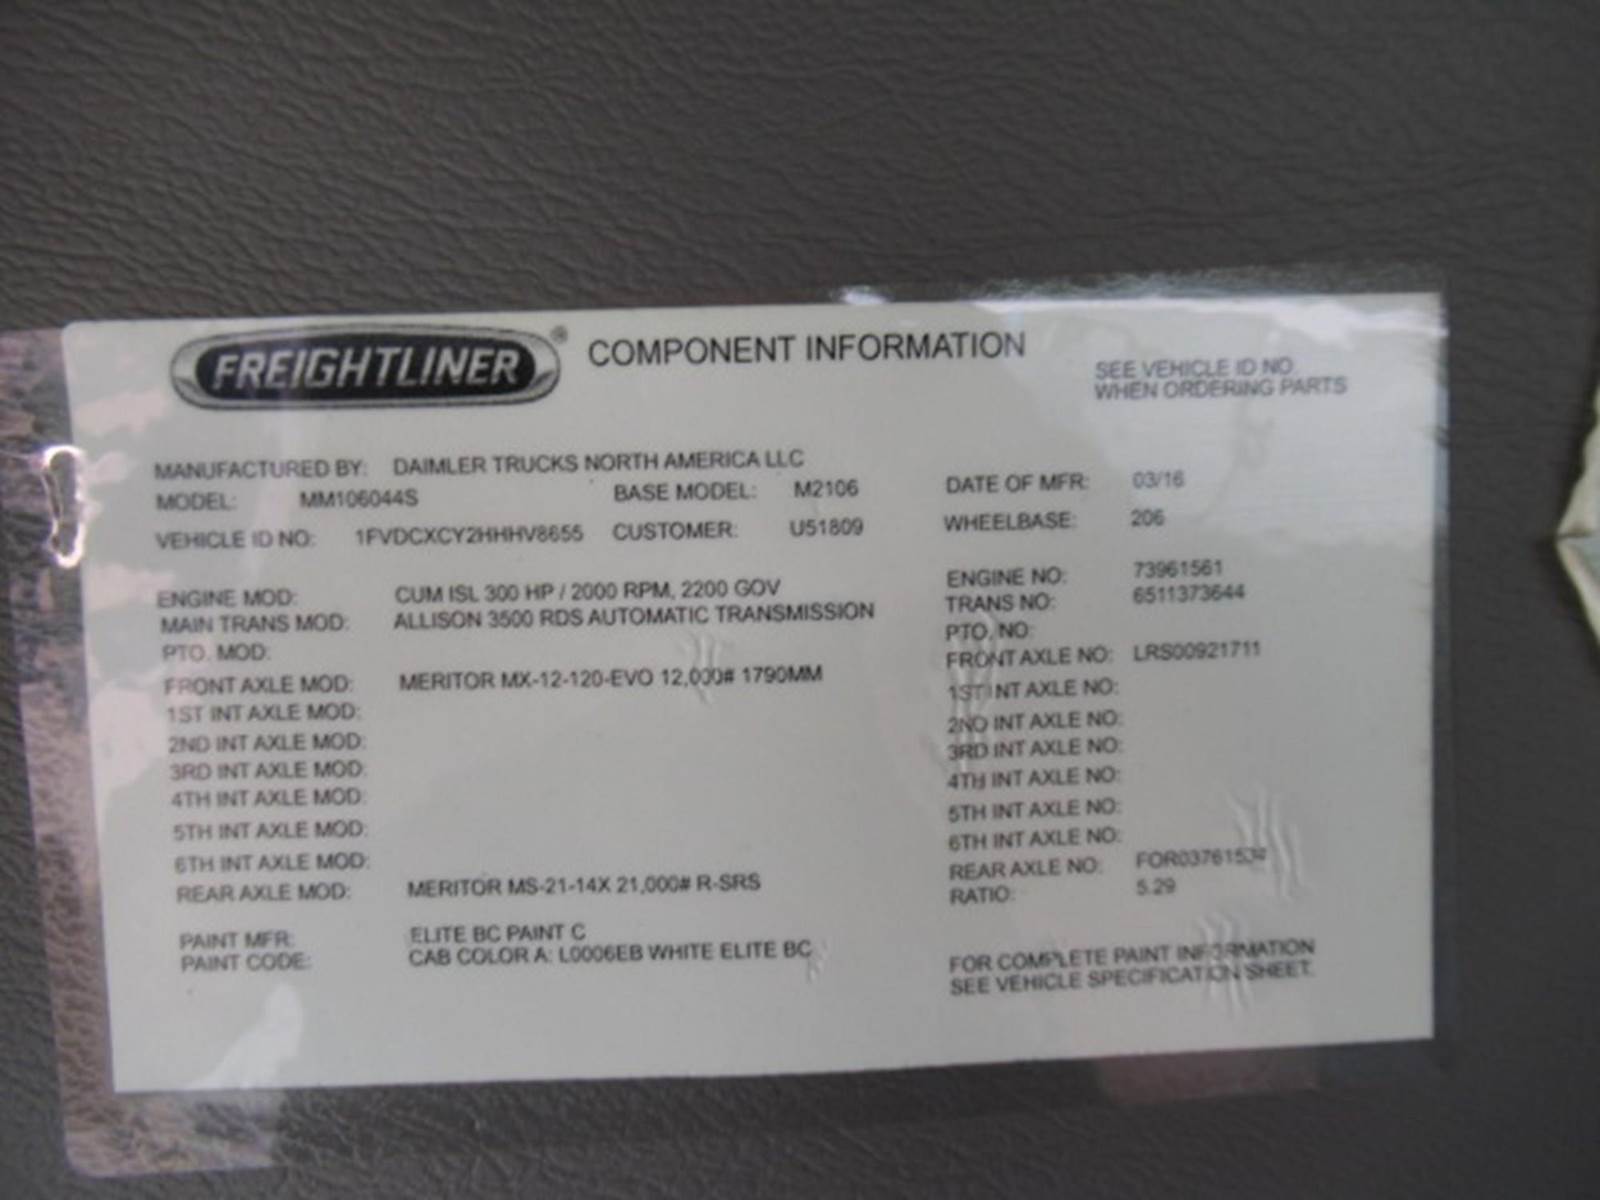 FREIGHTLINER ® COMPONENT INFORMATION
SEE VEHICLE ID NO
WHEN ORDERING PARTS
MANUFACTURED BY: DAIMLER TRUCKS NORTH AMERICA LLC
MODEL: MM106044S BASE MODEL: M2106 DATE OF MFR: 03/16
VEHICLE ID NO: 1FVDCXCY2HHHV8655 CUSTOMER: U51809 WHEELBASE: 206
ENGINE MOD: CUM ISL 300 HP / 2000 RPM, 2200 GOV ENGINE NO: 73961561
MAIN TRANS MOD: ALLISON 3500 RDS AUTOMATIC TRANSMISSION TRANS NO: 6511373644
PTO. MOD: PTO. NO:
FRONT AXLE MOD: MERITOR MX-12-120-EVO 12,000# 1790MM FRONT AXLE NO: LRS00921711
1ST INT AXLE MOD: 1ST INT AXLE NO:
2ND INT AXLE MOD: 2ND INT AXLE NO:
3RD INT AXLE MOD: 3RD INT AXLE NO:
4TH INT AXLE MOD: 4TH INT AXLE NO:
5TH INT AXLE MOD: 5TH INT AXLE NO:
6TH INT AXLE MOD: 6TH INT AXLE NO:
REAR AXLE MOD: MERITOR MS-21-14X 21,000# R-SRS REAR AXLE NO:
RATIO: 5.29
PAINT MFR: ELITE BC PAINT C
PAINT CODE: CAB COLOR A: L0006EB WHITE ELITE BC
FOR COMPLETE PAINT INFORMATION
SEE VEHICLE SPECIFICATION SHEET.